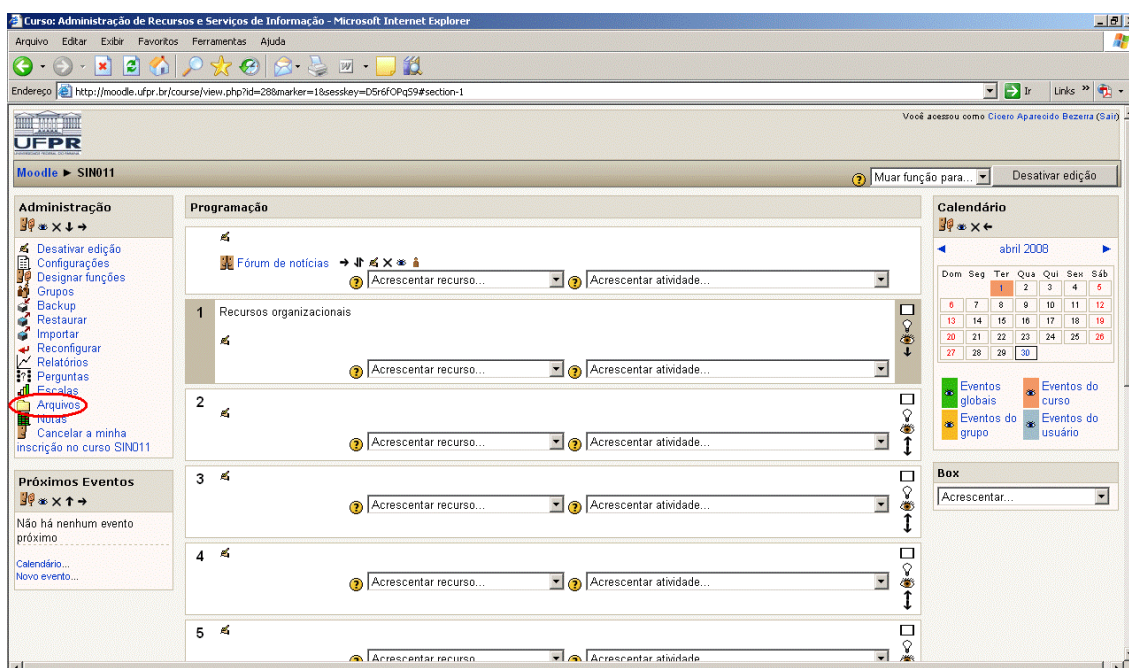 Curso: Administração de Recursos e Serviços de Informação - Microsoft Internet Explorer
Arquivo Editar Exibir Favoritos Ferramentas Ajuda
Endereço http://moodle.ufpr.br/course/view.php?id=28&marker=1&sesskey=D5r6fOPqS9#section-1 Ir Links »
UFPR
Você acessou como Cicero Aparecido Bezerra (Sair)
Moodle ► SIN011
Muar função para... Desativar edição
Administração
Desativar edição
Configurações
Designar funções
Grupos
Backup
Restaurar
Importar
Reconfigurar
Relatórios
Perguntas
Escalas
Arquivos
Notas
Cancelar a minha
inscrição no curso SIN011
Próximos Eventos
Não há nenhum evento
próximo
Calendário...
Novo evento...
Programação
Fórum de notícias
Acrescentar recurso... Acrescentar atividade...
1 Recursos organizacionais
Acrescentar recurso... Acrescentar atividade...
2
Acrescentar recurso... Acrescentar atividade...
3
Acrescentar recurso... Acrescentar atividade...
4
Acrescentar recurso... Acrescentar atividade...
5
Acrescentar recurso... Acrescentar atividade...
Calendário
abril 2008
Dom Seg Ter Qua Qui Sex Sáb
1 2 3 4 5
6 7 8 9 10 11 12
13 14 15 16 17 18 19
20 21 22 23 24 25 26
27 28 29 30
Eventos globais
Eventos do curso
Eventos do grupo
Eventos do usuário
Box
Acrescentar...